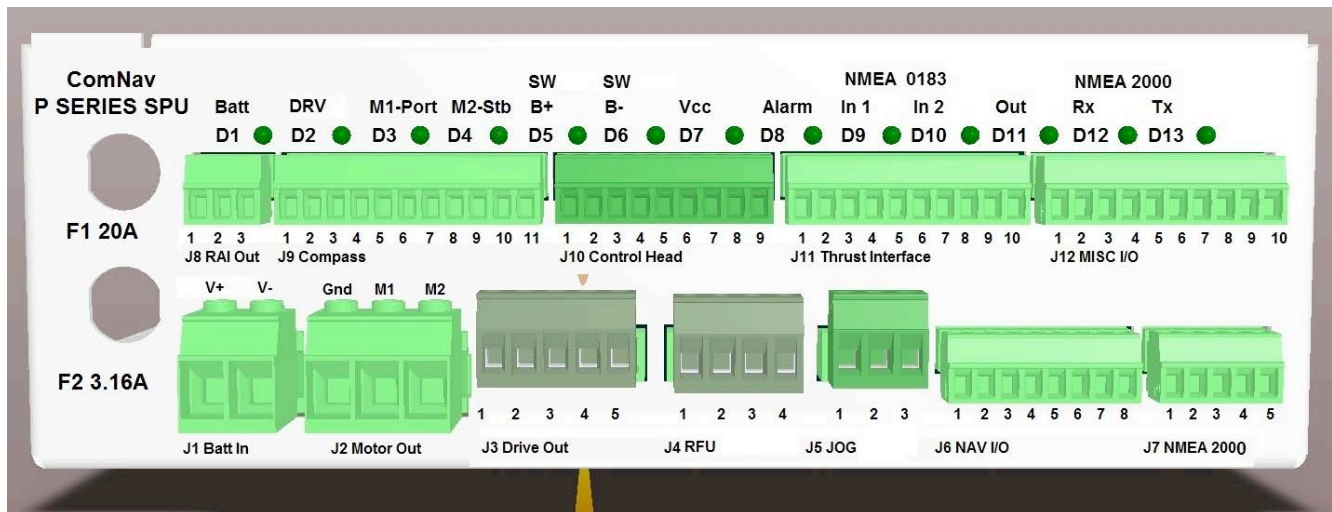 ComNav
P SERIES SPU
SW SW NMEA 0183 NMEA 2000
Batt DRV M1-Port M2-Stb B+ B- Vcc Alarm In 1 In 2 Out Rx Tx
D1 D2 D3 D4 D5 D6 D7 D8 D9 D10 D11 D12 D13
F1 20A
1 2 3 1 2 3 4 5 6 7 8 9 10 11 1 2 3 4 5 6 7 8 9 1 2 3 4 5 6 7 8 9 10 1 2 3 4 5 6 7 8 9 10
J8 RAI Out J9 Compass J10 Control Head J11 Thrust Interface J12 MISC I/O
V+ V- Gnd M1 M2
F2 3.16A
1 2 3 4 5 1 2 3 4 1 2 3 1 2 3 4 5 6 7 8 1 2 3 4 5
J1 Batt In J2 Motor Out J3 Drive Out J4 RFU J5 JOG J6 NAV I/O J7 NMEA 2000